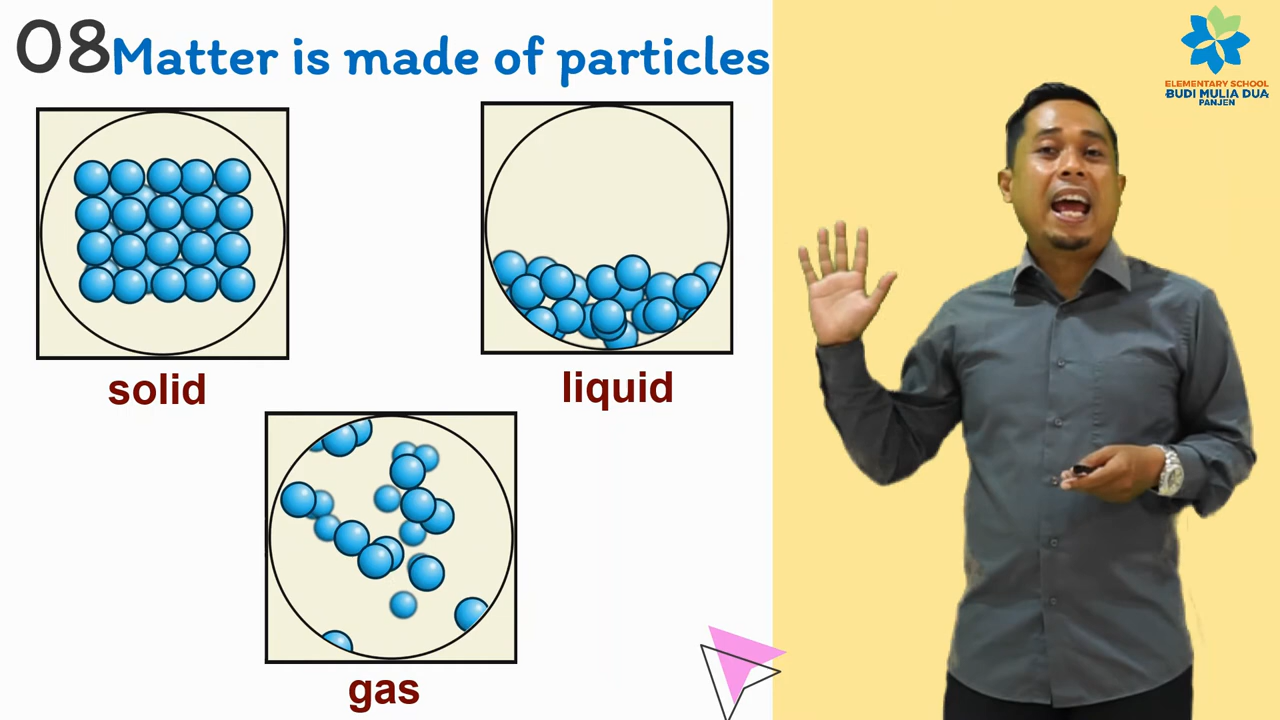 08 Matter is made of particles
ELEMENTARY SCHOOL
BUDI MULIA DUA
PANJEN
solid
liquid
gas